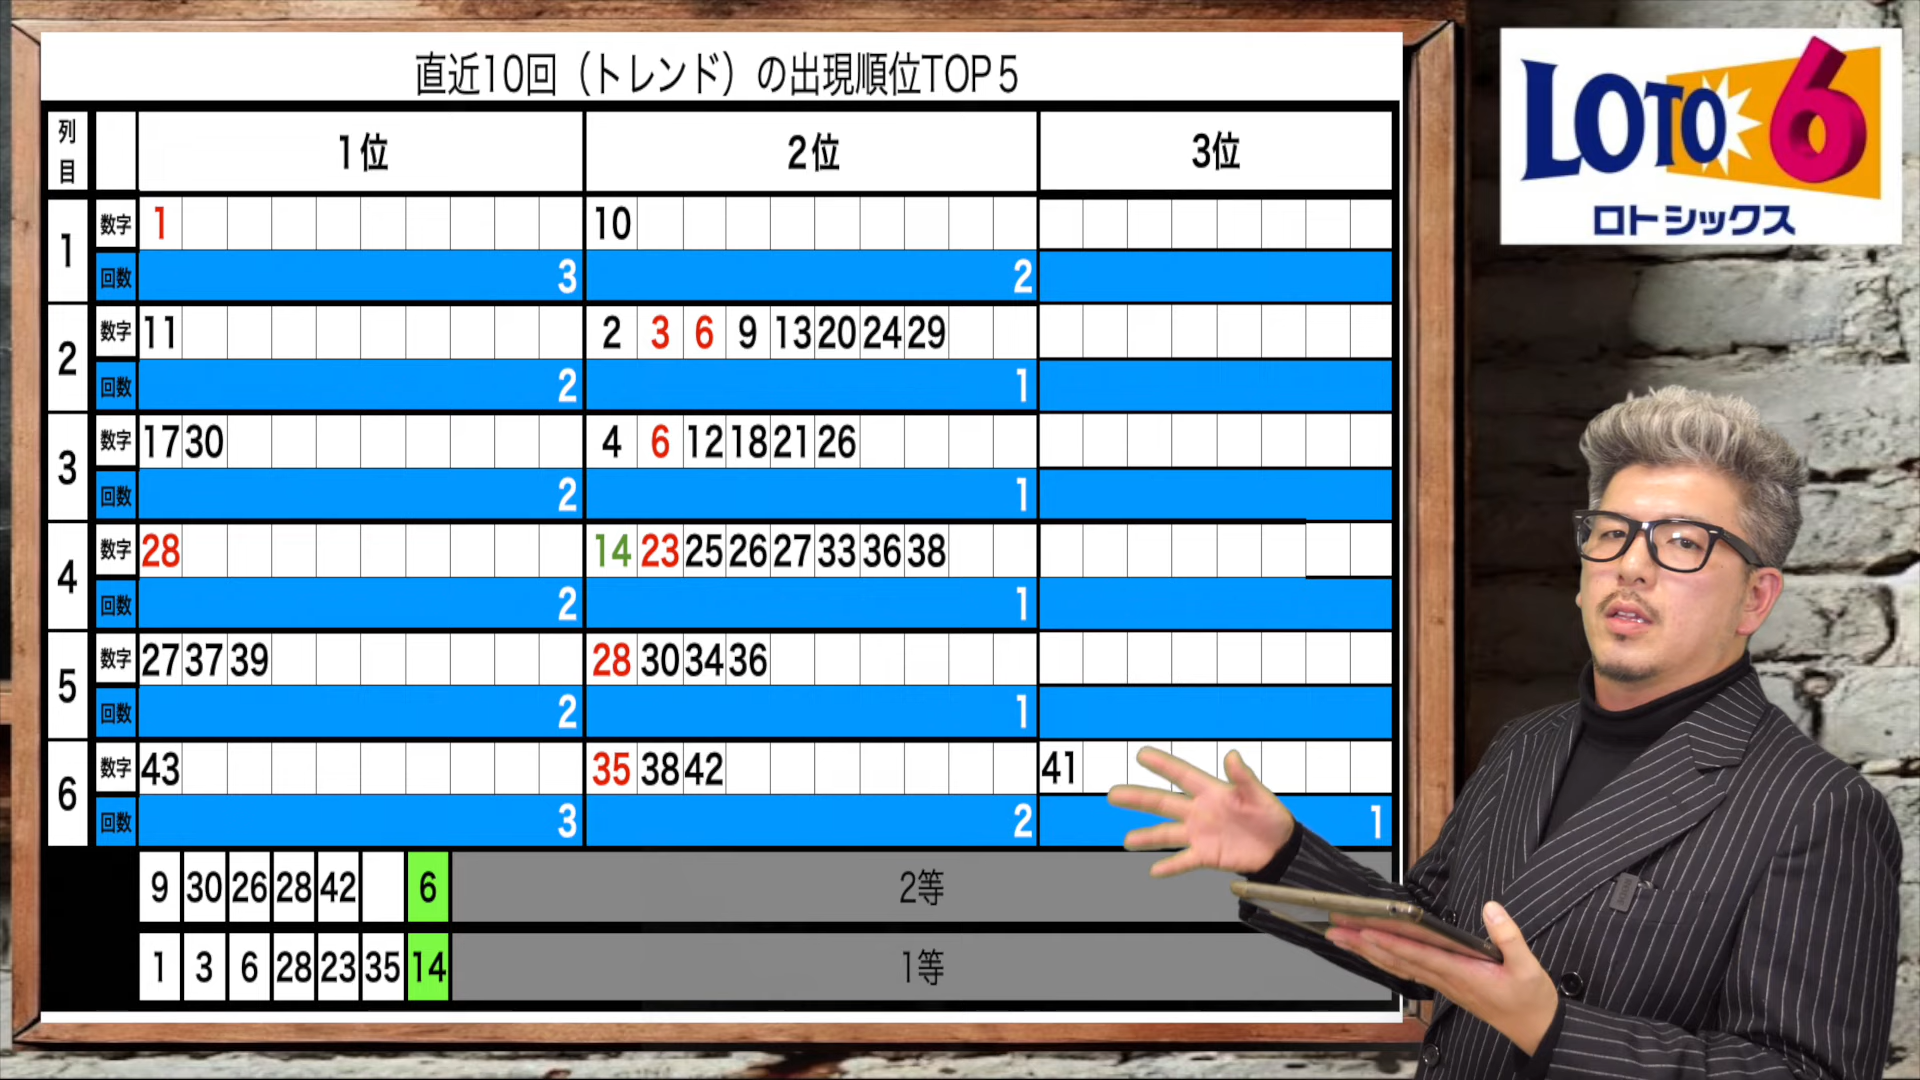 直近10回（トレンド）の出現順位TOP５
列目 1位 2位 3位
1 数字 1 10
回数 3 2
2 数字 11 2 3 6 9 13 20 24 29
回数 2 1
3 数字 17 30 4 6 12 18 21 26
回数 2 1
4 数字 28 14 23 25 26 27 33 36 38
回数 2 1
5 数字 27 37 39 28 30 34 36
回数 2 1
6 数字 43 35 38 42 41
回数 3 2 1
9 30 26 28 42 6 2等
1 3 6 28 23 35 14 1等
LOTO 6
ロトシックス